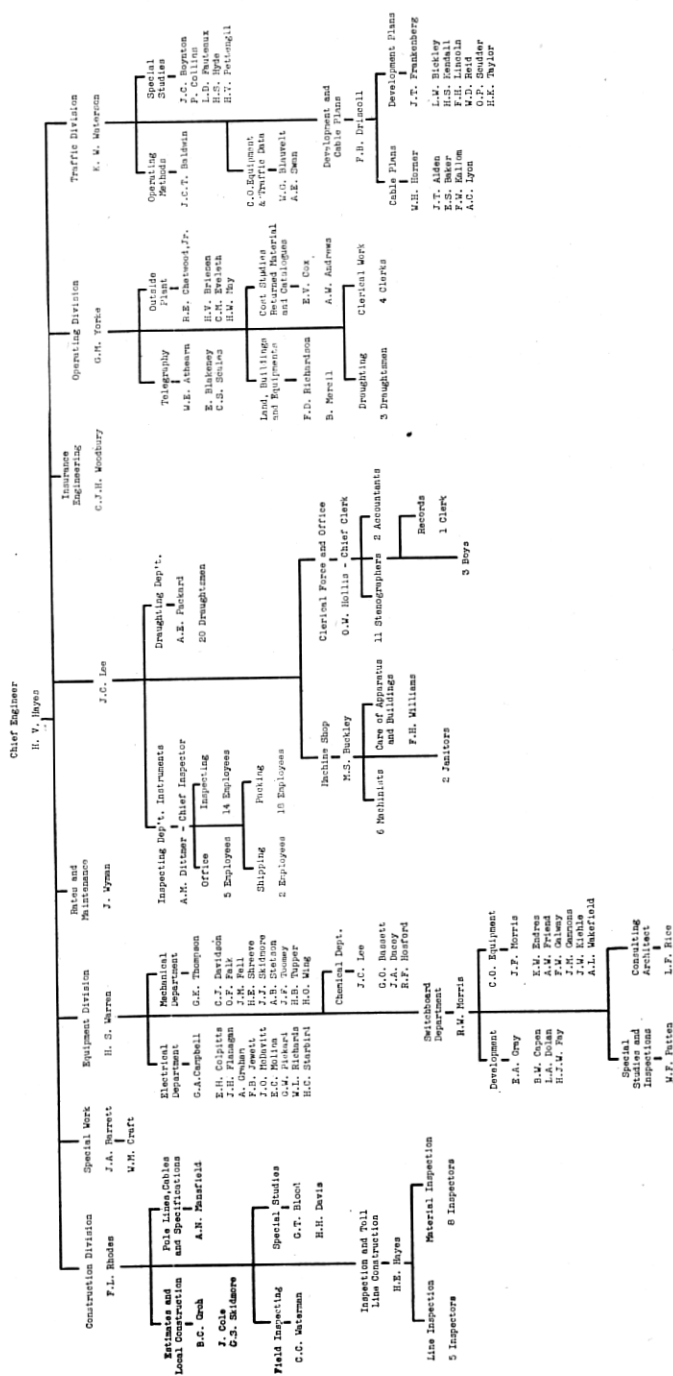 Chief Engineer
H. V. Hayes
Construction Division
F.L. Rhodes
Estimates and
Local Construction
B.C. Groh
J. Cole
C.S. Skidmore
Pole Lines, Cables
and Specifications
A.N. Mansfield
Field Inspecting
C.C. Waterman
Special Studies
G.T. Blood
H.H. Davis
Inspection and Toll
Line Construction
H.E. Hayes
Line Inspection
5 Inspectors
Material Inspection
8 Inspectors
Special Work
J.A. Barrett
W.M. Craft
Equipment Division
H. S. Warren
Electrical
Department
G.A. Campbell
E.H. Colpitts
J.H. Flanagan
A. Graham
F.B. Jewett
J.G. McDavitt
E.C. Molina
G.W. Pickard
W.L. Richards
H.C. Starbird
Mechanical
Department
G.K. Thompson
C.J. Davidson
O.F. Falk
J.M. Fell
H.E. Shreeve
J.J. Skidmore
A.B. Stetson
J.F. Toomey
H.B. Tupper
H.O. Wing
Chemical Dept.
J.C. Lee
G.O. Bassett
J.A. Ducey
R.F. Hosford
Switchboard
Department
R.W. Morris
Development
E.A. Gray
B.W. Capen
L.A. Dolan
H.J.W. Fay
C.O. Equipment
J.F. Morris
E.W. Endres
A.W. Friend
F.W. Galway
J.M. Gammons
J.W. Kiehle
A.L. Wakefield
Special
Studies and
Inspections
W.F. Patten
Consulting
Architect
L.F. Rice
Rates and
Maintenance
J. Wyman
J.C. Lee
Inspecting Dep't. Instruments
A.M. Dittmer - Chief Inspector
Office
5 Employees
Inspecting
14 Employees
Shipping
2 Employees
Packing
18 Employees
Draughting Dep't.
A.E. Packard
20 Draughtsmen
Machine Shop
M.S. Buckley
6 Machinists
Care of Apparatus
and Buildings
F.H. Williams
2 Janitors
Clerical Force and Office
O.W. Hollis - Chief Clerk
11 Stenographers
2 Accountants
Records
1 Clerk
3 Boys
Insurance
Engineering
C.J.H. Woodbury
Operating Division
G.M. Yorke
Telegraphy
W.E. Athearn
E. Blakeney
C.S. Scales
Outside
Plant
R.E. Chetwood, Jr.
H.V. Brienen
C.M. Eveleth
H.W. May
Land, Buildings
and Equipments
F.D. Richardson
B. Mercil
Cost Studies
Returned Material
and Catalogues
E.V. Cox
A.W. Andrews
Draughting
3 Draughtsmen
Clerical Work
4 Clerks
Traffic Division
K. W. Waterson
Operating
Methods
J.C.T. Baldwin
Special
Studies
J.C. Boynton
P. Collins
L.D. Fauteaux
H.S. Hyde
H.V. Pettengil
C.O. Equipment
& Traffic Data
W.G. Blauvelt
A.E. Swan
Development and
Cable Plans
F.B. Driscoll
Cable Plans
W.H. Horner
J.T. Alden
E.S. Baker
F.W. Kallom
A.C. Lyon
Development Plans
J.T. Frankenberg
L.W. Bickley
H.S. Kendall
F.H. Lincoln
W.D. Reid
O.P. Scudder
H.E. Taylor